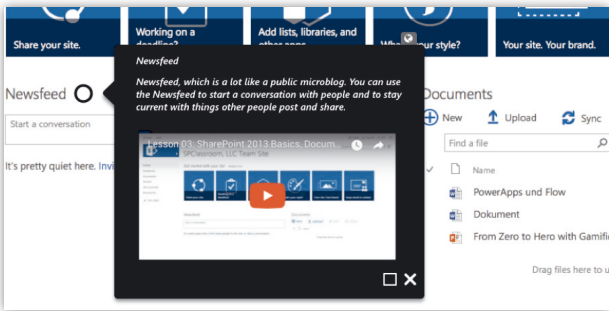 Share your site.
Working on a
deadline?
Add lists, libraries, and
other apps.
your style?
Your site. Your brand.
Newsfeed
Newsfeed, which is a lot like a public microblog. You can use
the Newsfeed to start a conversation with people and to stay
current with things other people post and share.
Newsfeed
Start a conversation
It's pretty quiet here. Invi
Lesson 03: SharePoint 2013 Basics, Docum...
SPClassroom, LLC Team Site
Documents
New Upload Sync
Find a file
Name
PowerApps und Flow
Dokument
From Zero to Hero with Gamifi
Drag files here to u